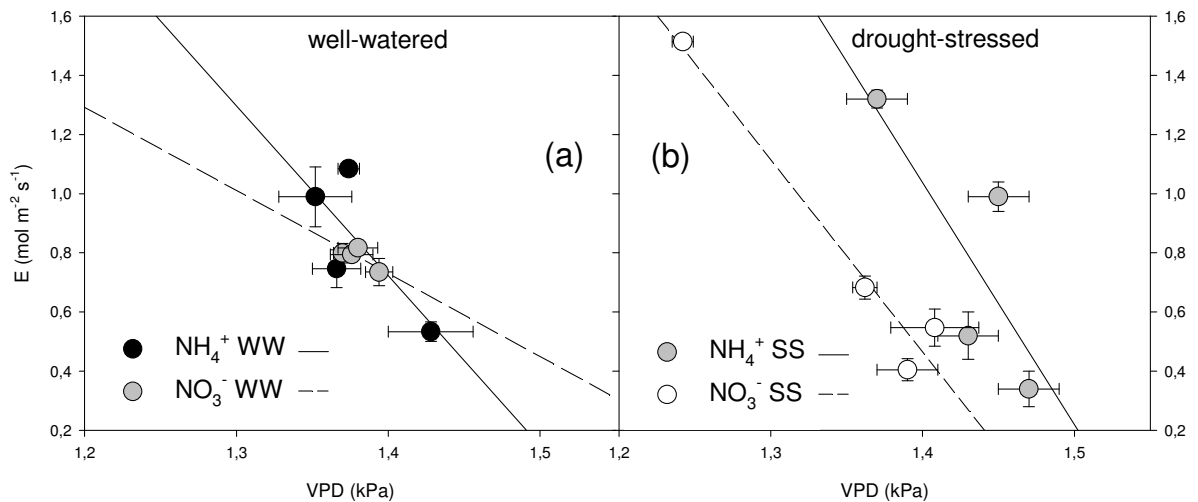 well-watered
drought-stressed
(a)
(b)
E (mol m⁻² s⁻¹)
1,6
1,4
1,2
1,0
0,8
0,6
0,4
0,2
NH₄⁺ WW
NO₃⁻ WW
NH₄⁺ SS
NO₃⁻ SS
1,6
1,4
1,2
1,0
0,8
0,6
0,4
0,2
1,2 1,3 1,4 1,5 1,2 1,3 1,4 1,5
VPD (kPa) VPD (kPa)